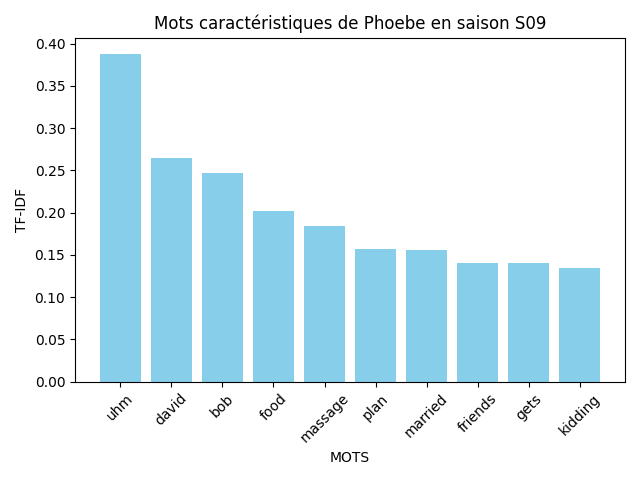 Mots caractéristiques de Phoebe en saison S09
0.40
0.35
0.30
0.25
0.20
0.15
0.10
0.05
0.00
TF-IDF
uhm
david
bob
food
massage
plan
married
friends
gets
kidding
MOTS